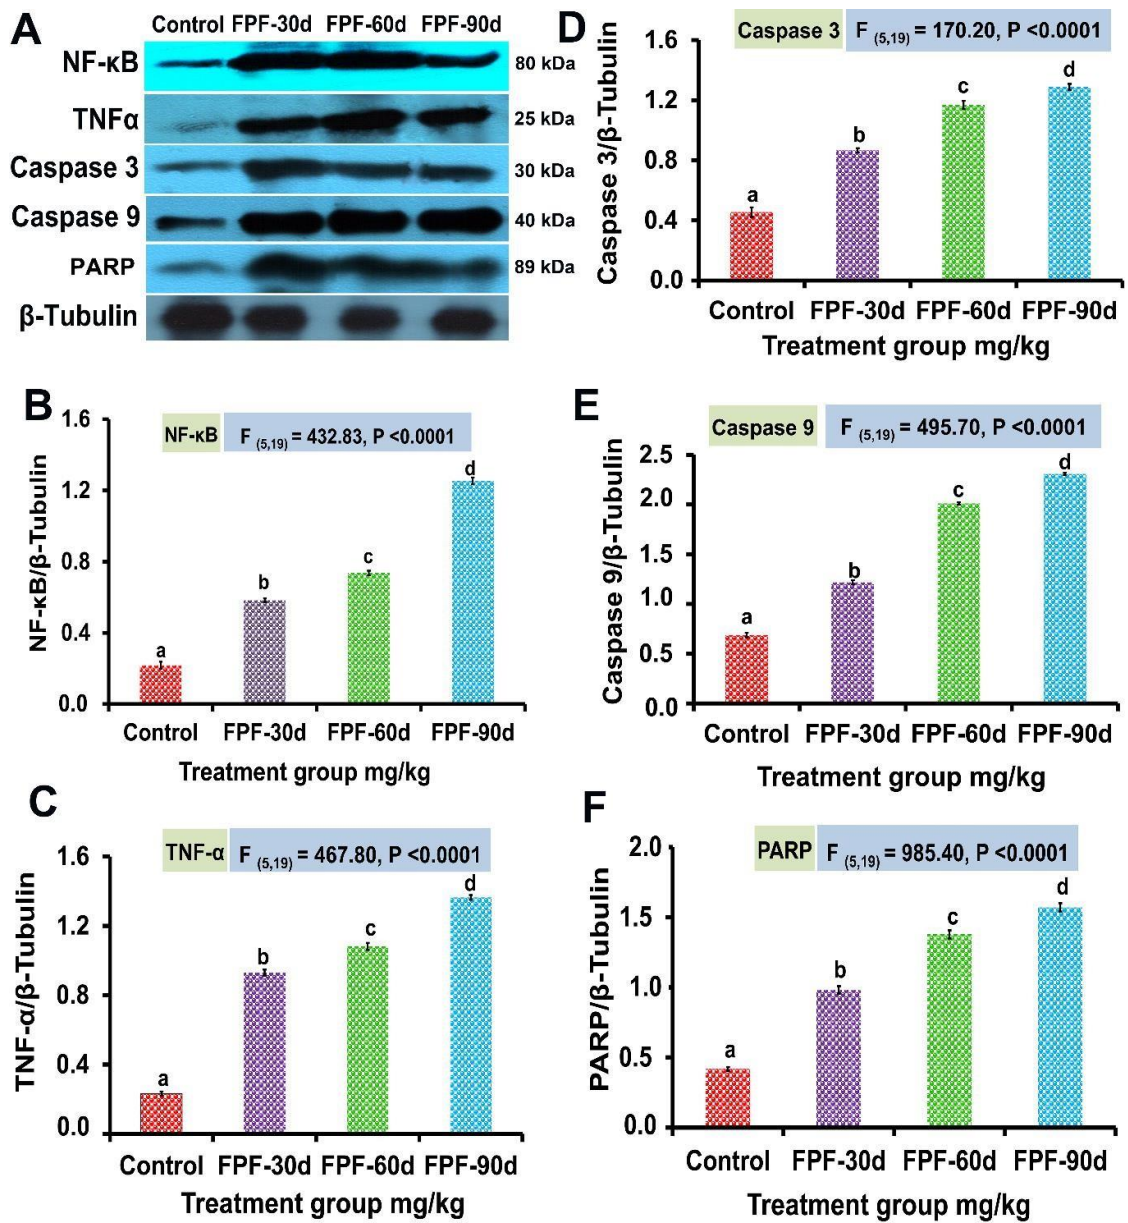 A
Control FPF-30d FPF-60d FPF-90d
NF-κB 80 kDa
TNFα 25 kDa
Caspase 3 30 kDa
Caspase 9 40 kDa
PARP 89 kDa
β-Tubulin
B
NF-κB F (5,19) = 432.83, P <0.0001
NF-κB/β-Tubulin
1.6
1.2
0.8
0.4
0.0
a b c d
Control FPF-30d FPF-60d FPF-90d
Treatment group mg/kg
C
TNF-α F (5,19) = 467.80, P <0.0001
TNF-α/β-Tubulin
1.6
1.2
0.8
0.4
0.0
a b c d
Control FPF-30d FPF-60d FPF-90d
Treatment group mg/kg
D
Caspase 3 F (5,19) = 170.20, P <0.0001
Caspase 3/β-Tubulin
1.6
1.2
0.8
0.4
0.0
a b c d
Control FPF-30d FPF-60d FPF-90d
Treatment group mg/kg
E
Caspase 9 F (5,19) = 495.70, P <0.0001
Caspase 9/β-Tubulin
2.5
2.0
1.5
1.0
0.5
0.0
a b c d
Control FPF-30d FPF-60d FPF-90d
Treatment group mg/kg
F
PARP F (5,19) = 985.40, P <0.0001
PARP/β-Tubulin
2.0
1.5
1.0
0.5
0.0
a b c d
Control FPF-30d FPF-60d FPF-90d
Treatment group mg/kg